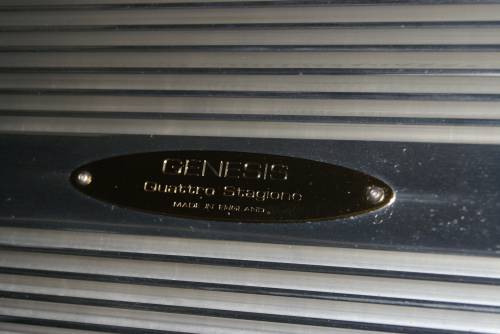 GENESIS
Quattro Stagione
MADE IN ENGLAND